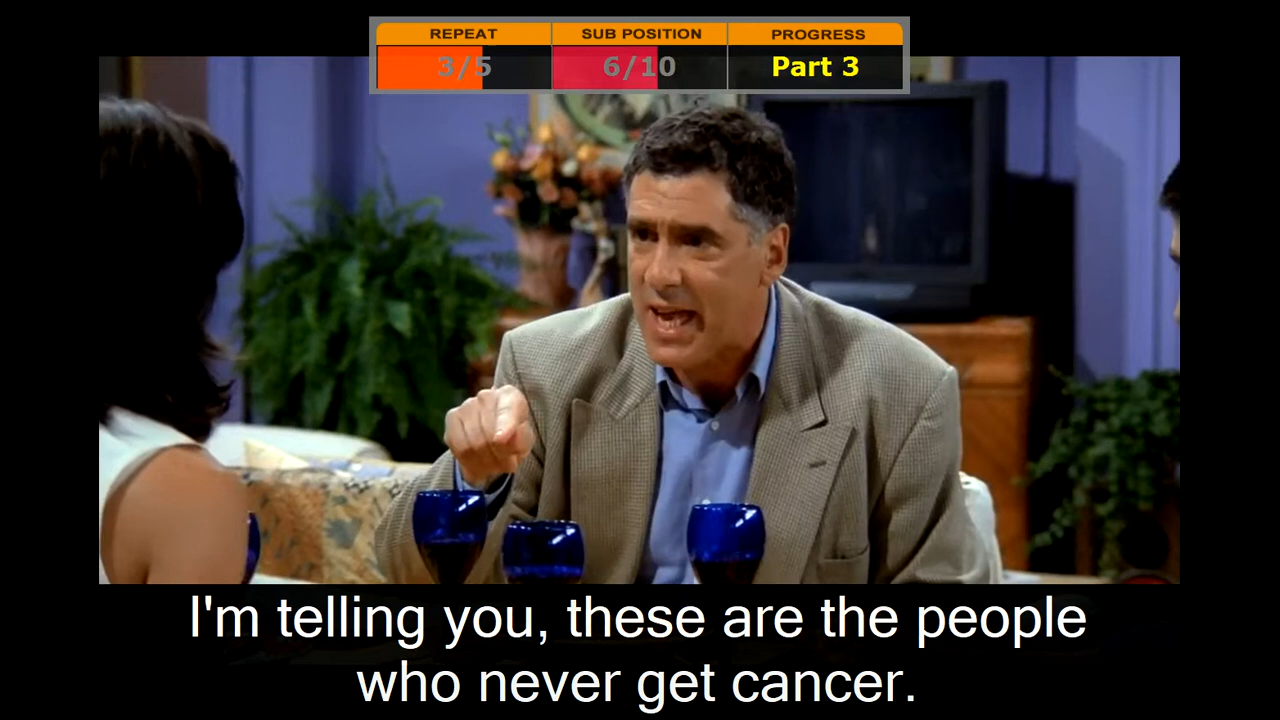 REPEAT
SUB POSITION
PROGRESS
3/5
6/10
Part 3
I'm telling you, these are the people
who never get cancer.